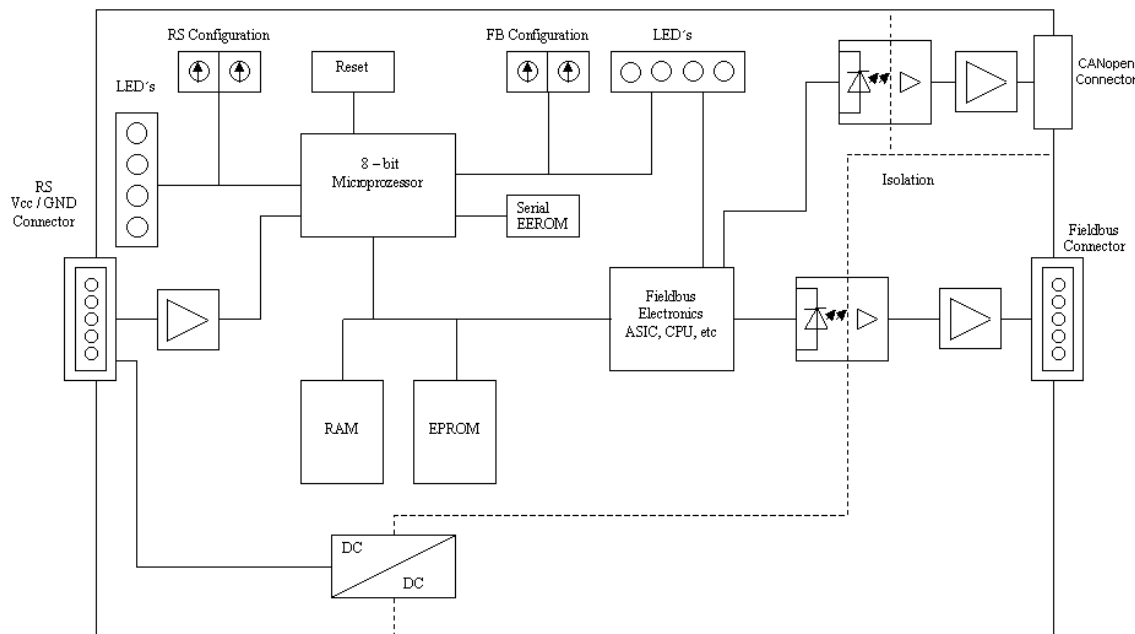 RS Configuration
FB Configuration
LED´s
CANopen
Connector
LED´s
Reset
8 – bit
Microprozessor
Isolation
RS
Vcc / GND
Connector
Serial
EEROM
Fieldbus
Connector
Fieldbus
Electronics
ASIC, CPU, etc
RAM
EPROM
DC
DC